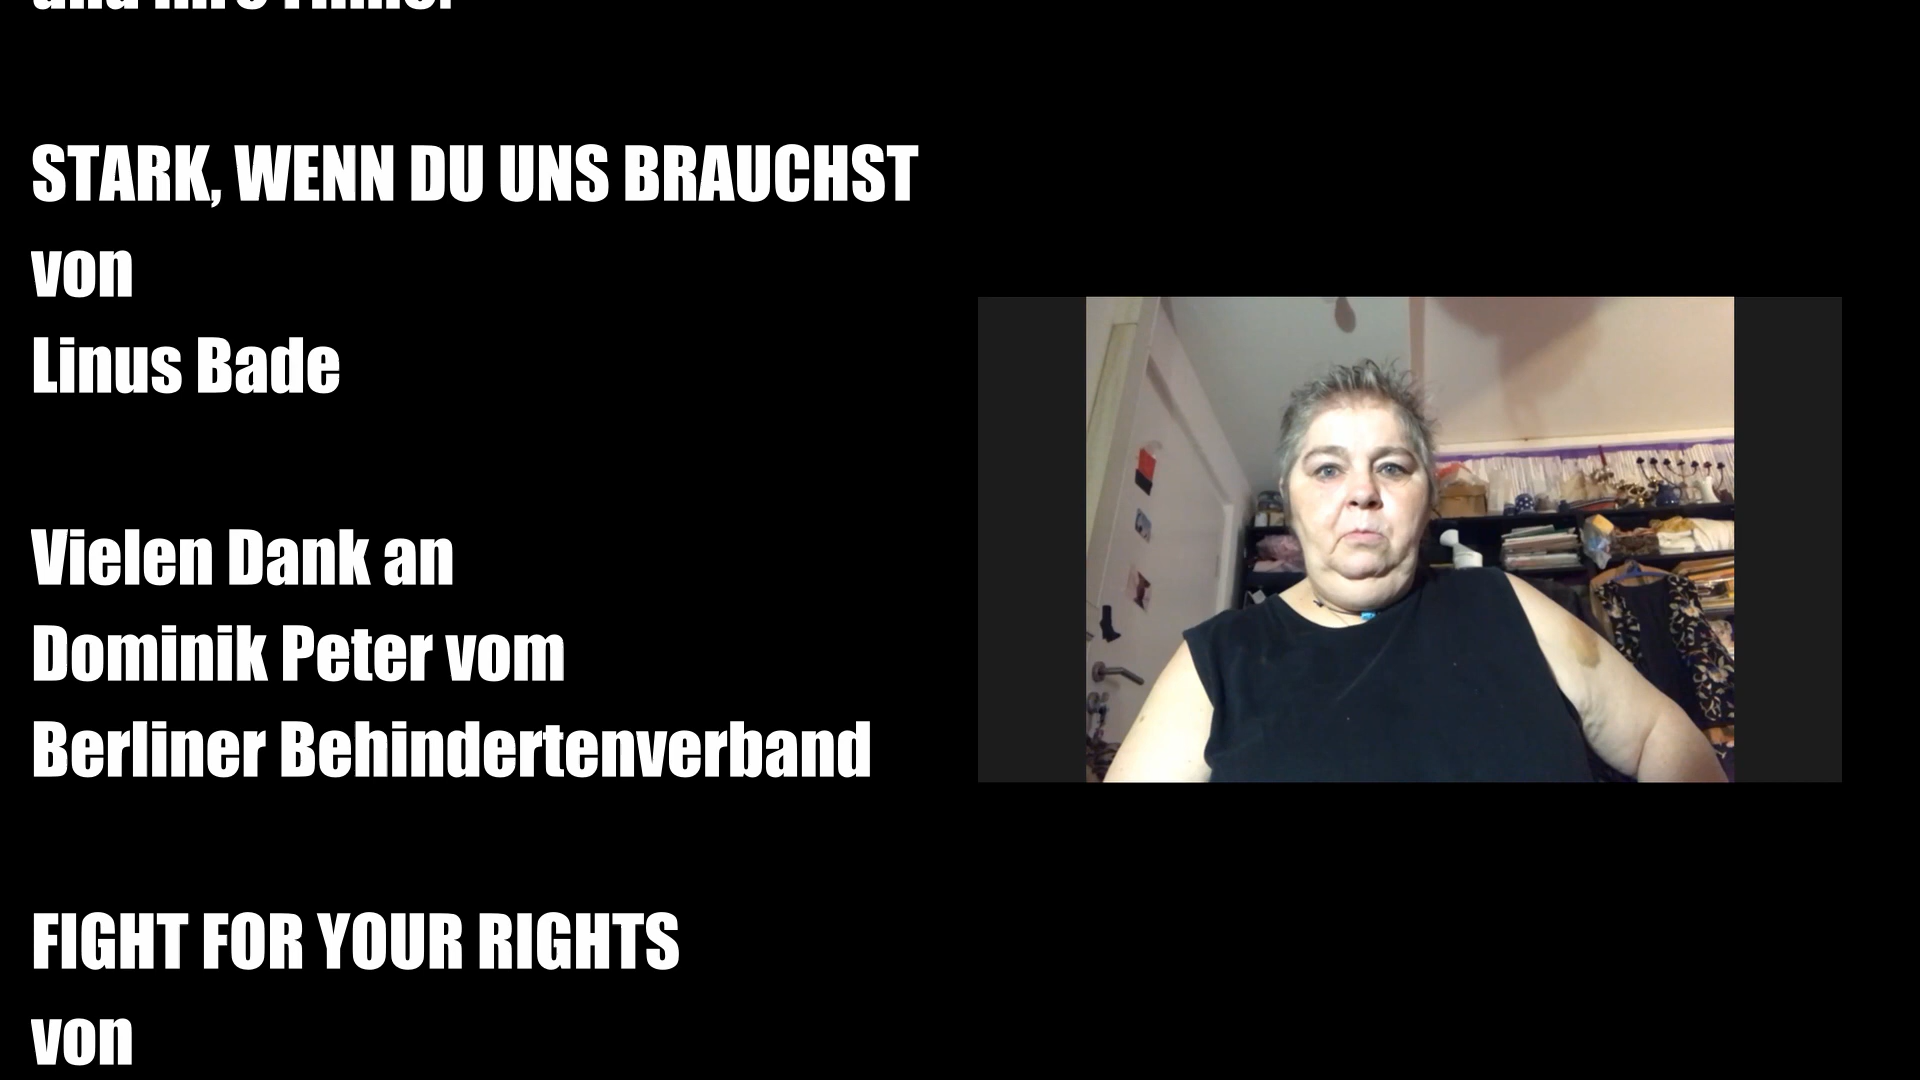 STARK, WENN DU UNS BRAUCHST
von
Linus Bade
Vielen Dank an
Dominik Peter vom
Berliner Behindertenverband
FIGHT FOR YOUR RIGHTS
von